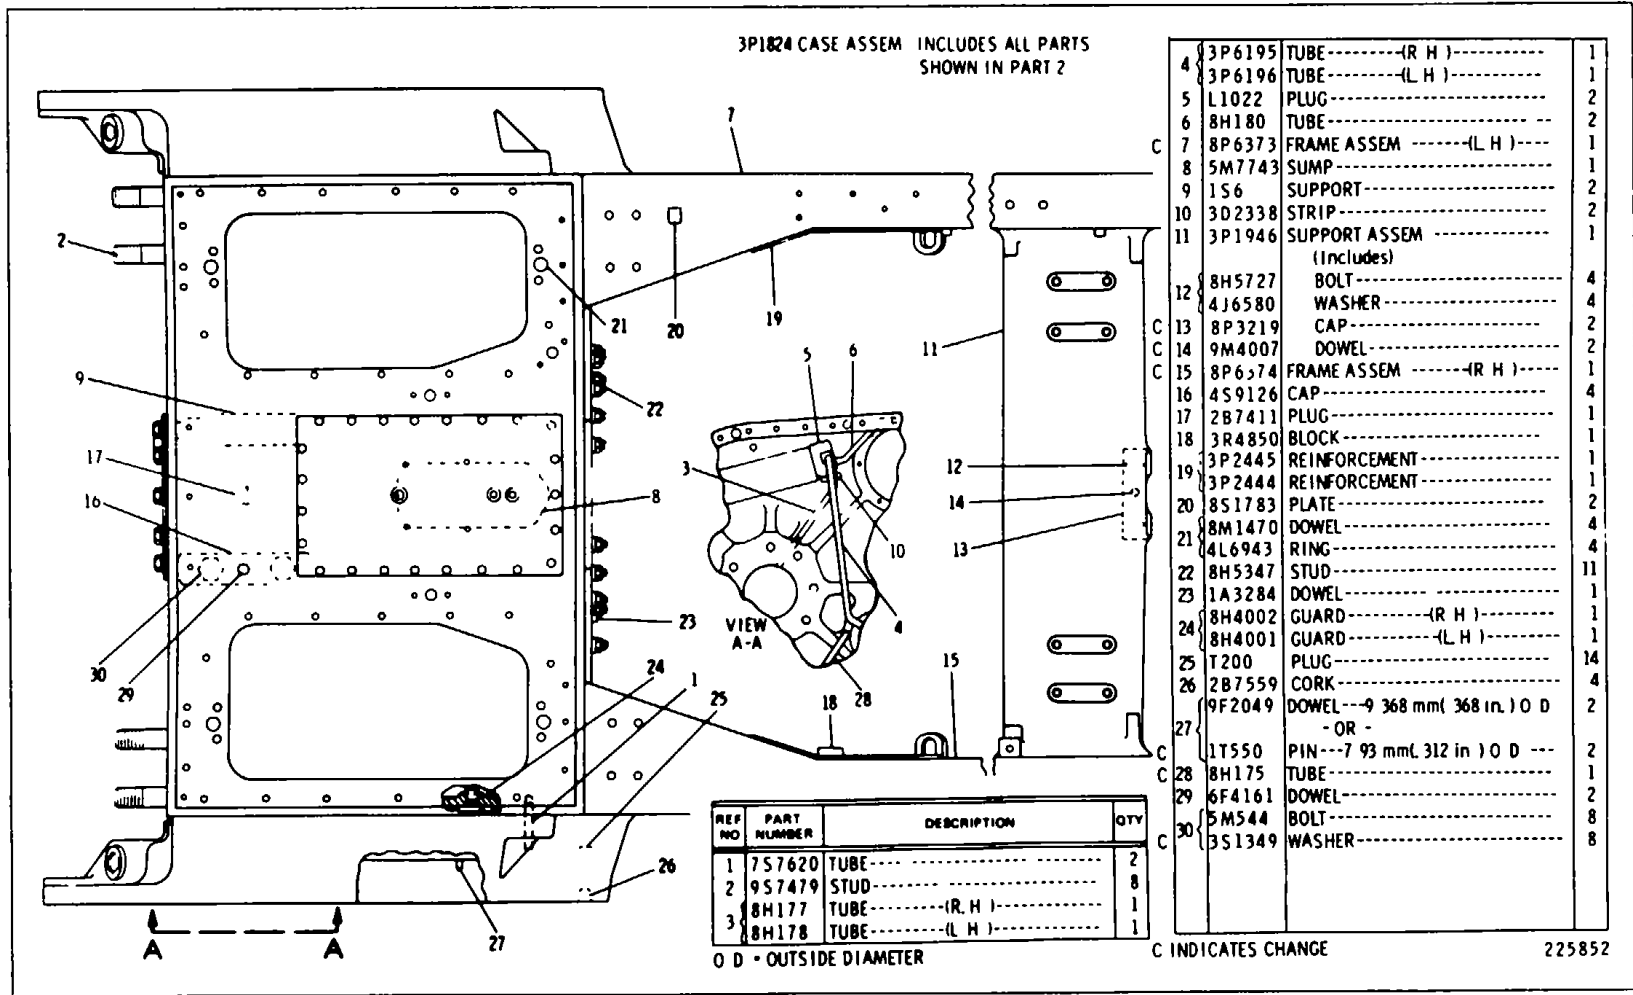 3P1824 CASE ASSEM INCLUDES ALL PARTS
SHOWN IN PART 2
4 3P6195 TUBE---------(R H)---------- 1
3P6196 TUBE---------(L H)---------- 1
5 L1022 PLUG-------------------------- 2
6 8H180 TUBE-------------------------- 2
C 7 8P6373 FRAME ASSEM -------(L H)---- 1
8 5M7743 SUMP-------------------------- 1
9 1S6 SUPPORT----------------------- 2
10 3D2338 STRIP-------------------------- 2
11 3P1946 SUPPORT ASSEM -------------- 1
(Includes)
12 8H5727 BOLT---------------------- 4
4J6580 WASHER------------------- 4
C 13 8P3219 CAP----------------------- 2
C 14 9M4007 DOWEL--------------------- 2
C 15 8P6374 FRAME ASSEM ------(R H)---- 1
16 4S9126 CAP--------------------------- 4
17 2B7411 PLUG-------------------------- 1
18 3R4850 BLOCK------------------------- 1
19 3P2445 REINFORCEMENT---------------- 1
3P2444 REINFORCEMENT---------------- 1
20 8S1783 PLATE------------------------- 2
21 8M1470 DOWEL------------------------ 4
4L6943 RING-------------------------- 4
22 8H5347 STUD-------------------------- 11
23 1A3284 DOWEL------------------------ 1
24 8H4002 GUARD---------(R H)--------- 1
8H4001 GUARD----------(L H)-------- 1
25 T200 PLUG-------------------------- 14
26 2B7559 CORK-------------------------- 4
27 9F2049 DOWEL---9 368 mm( 368 in.) O D 2
- OR -
C 1T550 PIN---7 93 mm(.312 in ) O D --- 2
C 28 8H175 TUBE-------------------------- 1
29 6F4161 DOWEL------------------------ 2
30 5M544 BOLT-------------------------- 8
C 3S1349 WASHER----------------------- 8
7
2
19
20
21
11
5
6
9
22
17
3
12
8
14
16
10
13
VIEW
A-A
4
23
30
29
24
1
25
28
18
15
26
27
A A
REF NO PART NUMBER DESCRIPTION QTY
1 7S7620 TUBE---- -------------------- 2
2 9S7479 STUD-------- ----------------- 8
3 8H177 TUBE---------(R. H )---------- 1
8H178 TUBE---------(L H )---------- 1
O D - OUTSIDE DIAMETER
C INDICATES CHANGE
225852